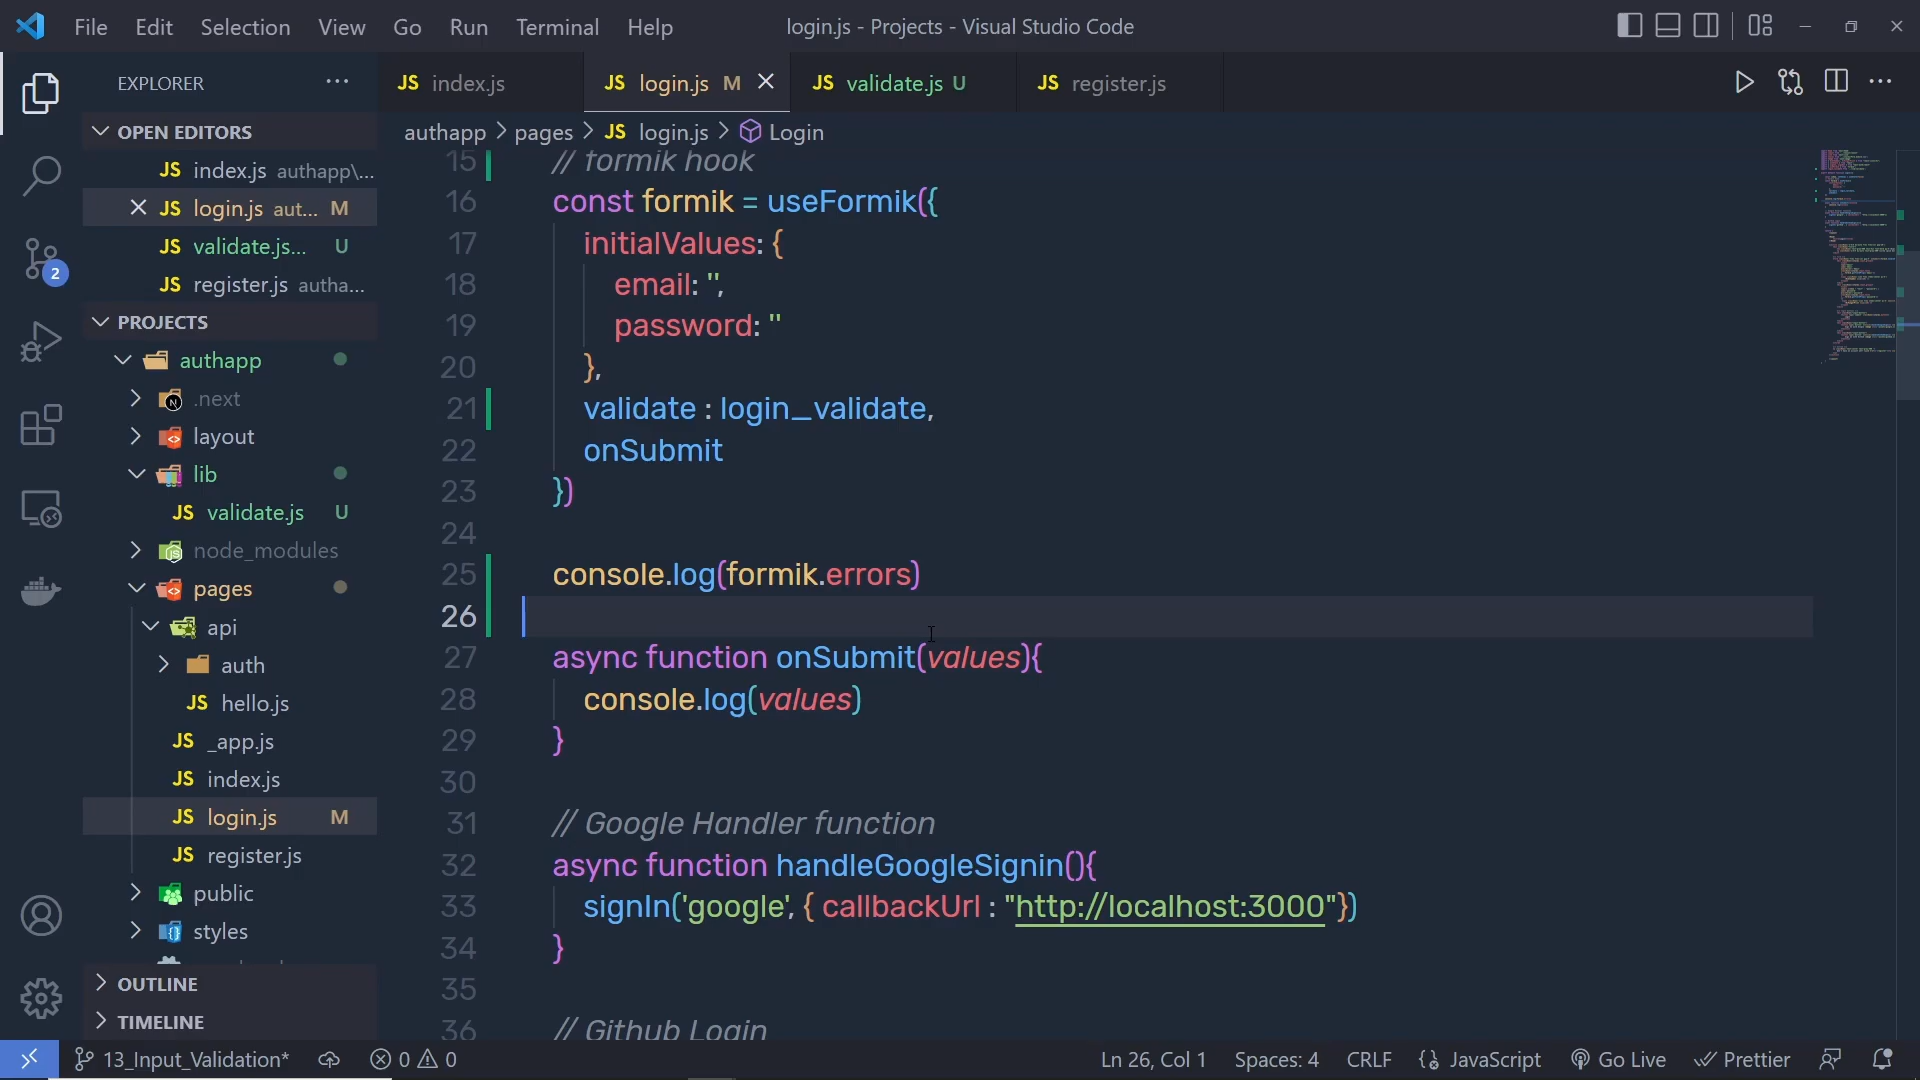 File Edit Selection View Go Run Terminal Help login.js - Projects - Visual Studio Code
EXPLORER
OPEN EDITORS
JS index.js authapp\...
JS login.js aut... M
JS validate.js... U
JS register.js autha...
PROJECTS
authapp
.next
layout
lib
JS validate.js U
node_modules
pages
api
auth
JS hello.js
JS _app.js
JS index.js
JS login.js M
JS register.js
public
styles
OUTLINE
TIMELINE
2
JS index.js JS login.js M JS validate.js U JS register.js
authapp > pages > JS login.js > Login
15 // formik hook
16 const formik = useFormik({
17 initialValues: {
18 email: '',
19 password: ''
20 },
21 validate : login_validate,
22 onSubmit
23 })
24
25 console.log(formik.errors)
26
27 async function onSubmit(values){
28 console.log(values)
29 }
30
31 // Google Handler function
32 async function handleGoogleSignin(){
33 signIn('google', { callbackUrl : "http://localhost:3000"})
34 }
35
36 // Github Login
13_Input_Validation* 0 0 Ln 26, Col 1 Spaces: 4 CRLF JavaScript Go Live Prettier